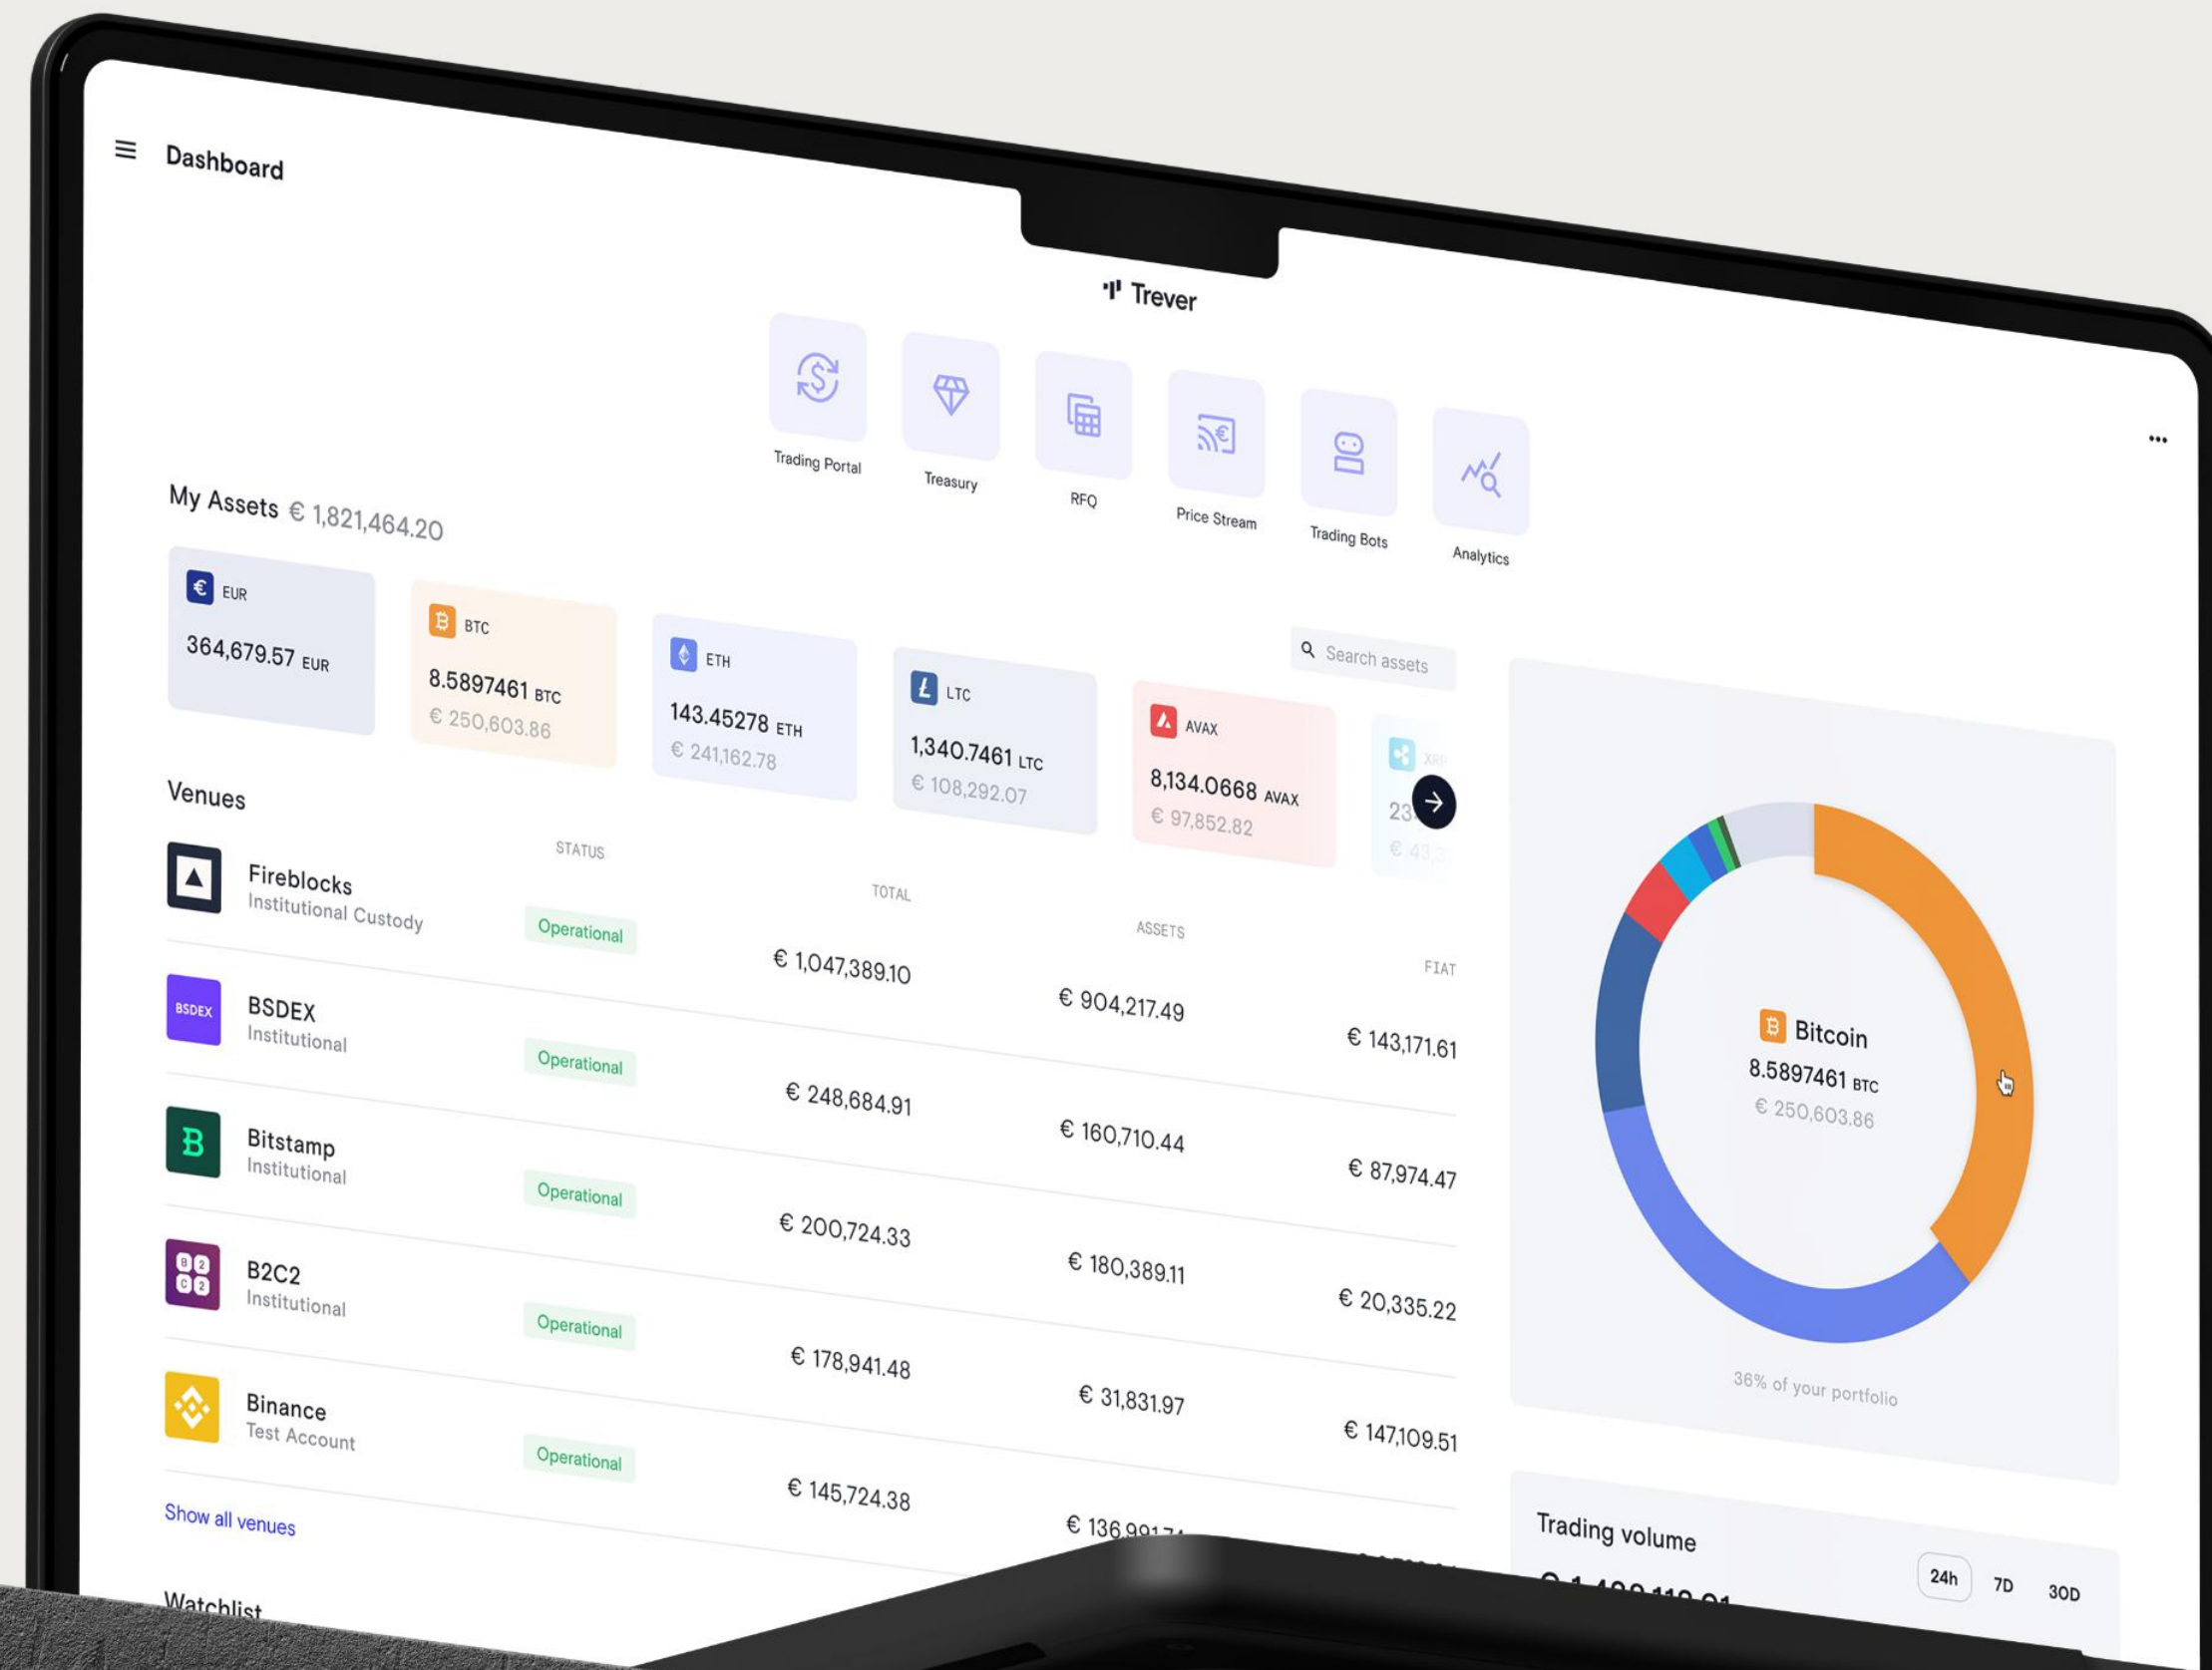 Dashboard
Trever
Trading Portal
Treasury
RFQ
Price Stream
Trading Bots
Analytics
My Assets € 1,821,464.20
Search assets
€ EUR
364,679.57 EUR
BTC
8.5897461 BTC
€ 250,603.86
ETH
143.45278 ETH
€ 241,162.78
LTC
1,340.7461 LTC
€ 108,292.07
AVAX
8,134.0668 AVAX
€ 97,852.82
XRP
Venues
STATUS
TOTAL
ASSETS
FIAT
Fireblocks
Institutional Custody
Operational
€ 1,047,389.10
€ 904,217.49
€ 143,171.61
BSDEX
BSDEX
Institutional
Operational
€ 248,684.91
€ 160,710.44
€ 87,974.47
Bitstamp
Institutional
Operational
€ 200,724.33
€ 180,389.11
€ 20,335.22
B2C2
B2C2
Institutional
Operational
€ 178,941.48
€ 31,831.97
€ 147,109.51
Binance
Test Account
Operational
€ 145,724.38
Show all venues
Watchlist
Bitcoin
8.5897461 BTC
€ 250,603.86
36% of your portfolio
Trading volume
24h
7D
30D